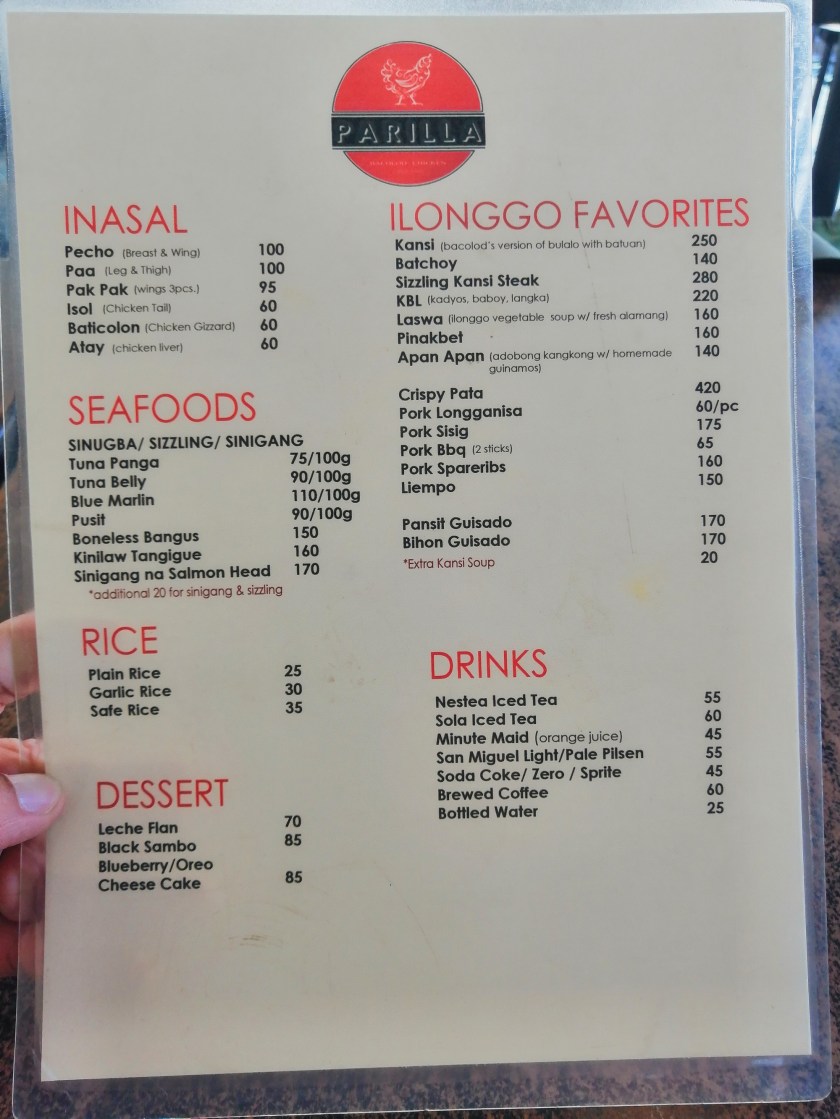 PARILLA
INASAL
Pecho (Breast & Wing) 100
Paa (Leg & Thigh) 100
Pak Pak (wings 3pcs.) 95
Isol (Chicken Tail) 60
Baticolon (Chicken Gizzard) 60
Atay (chicken liver) 60
SEAFOODS
SINUGBA/ SIZZLING/ SINIGANG
Tuna Panga 75/100g
Tuna Belly 90/100g
Blue Marlin 110/100g
Pusit 90/100g
Boneless Bangus 150
Kinilaw Tangigue 160
Sinigang na Salmon Head 170
*additional 20 for sinigang & sizzling
RICE
Plain Rice 25
Garlic Rice 30
Safe Rice 35
DESSERT
Leche Flan 70
Black Sambo 85
Blueberry/Oreo
Cheese Cake 85
ILONGGO FAVORITES
Kansi (bacolod's version of bulalo with batuan) 250
Batchoy 140
Sizzling Kansi Steak 280
KBL (kadyos, baboy, langka) 220
Laswa (ilonggo vegetable soup w/ fresh alamang) 160
Pinakbet 160
Apan Apan (adobong kangkong w/ homemade 140
guinamos)
Crispy Pata 420
Pork Longganisa 60/pc
Pork Sisig 175
Pork Bbq (2 sticks) 65
Pork Spareribs 160
Liempo 150
Pansit Guisado 170
Bihon Guisado 170
*Extra Kansi Soup 20
DRINKS
Nestea Iced Tea 55
Sola Iced Tea 60
Minute Maid (orange juice) 45
San Miguel Light/Pale Pilsen 55
Soda Coke/ Zero / Sprite 45
Brewed Coffee 60
Bottled Water 25